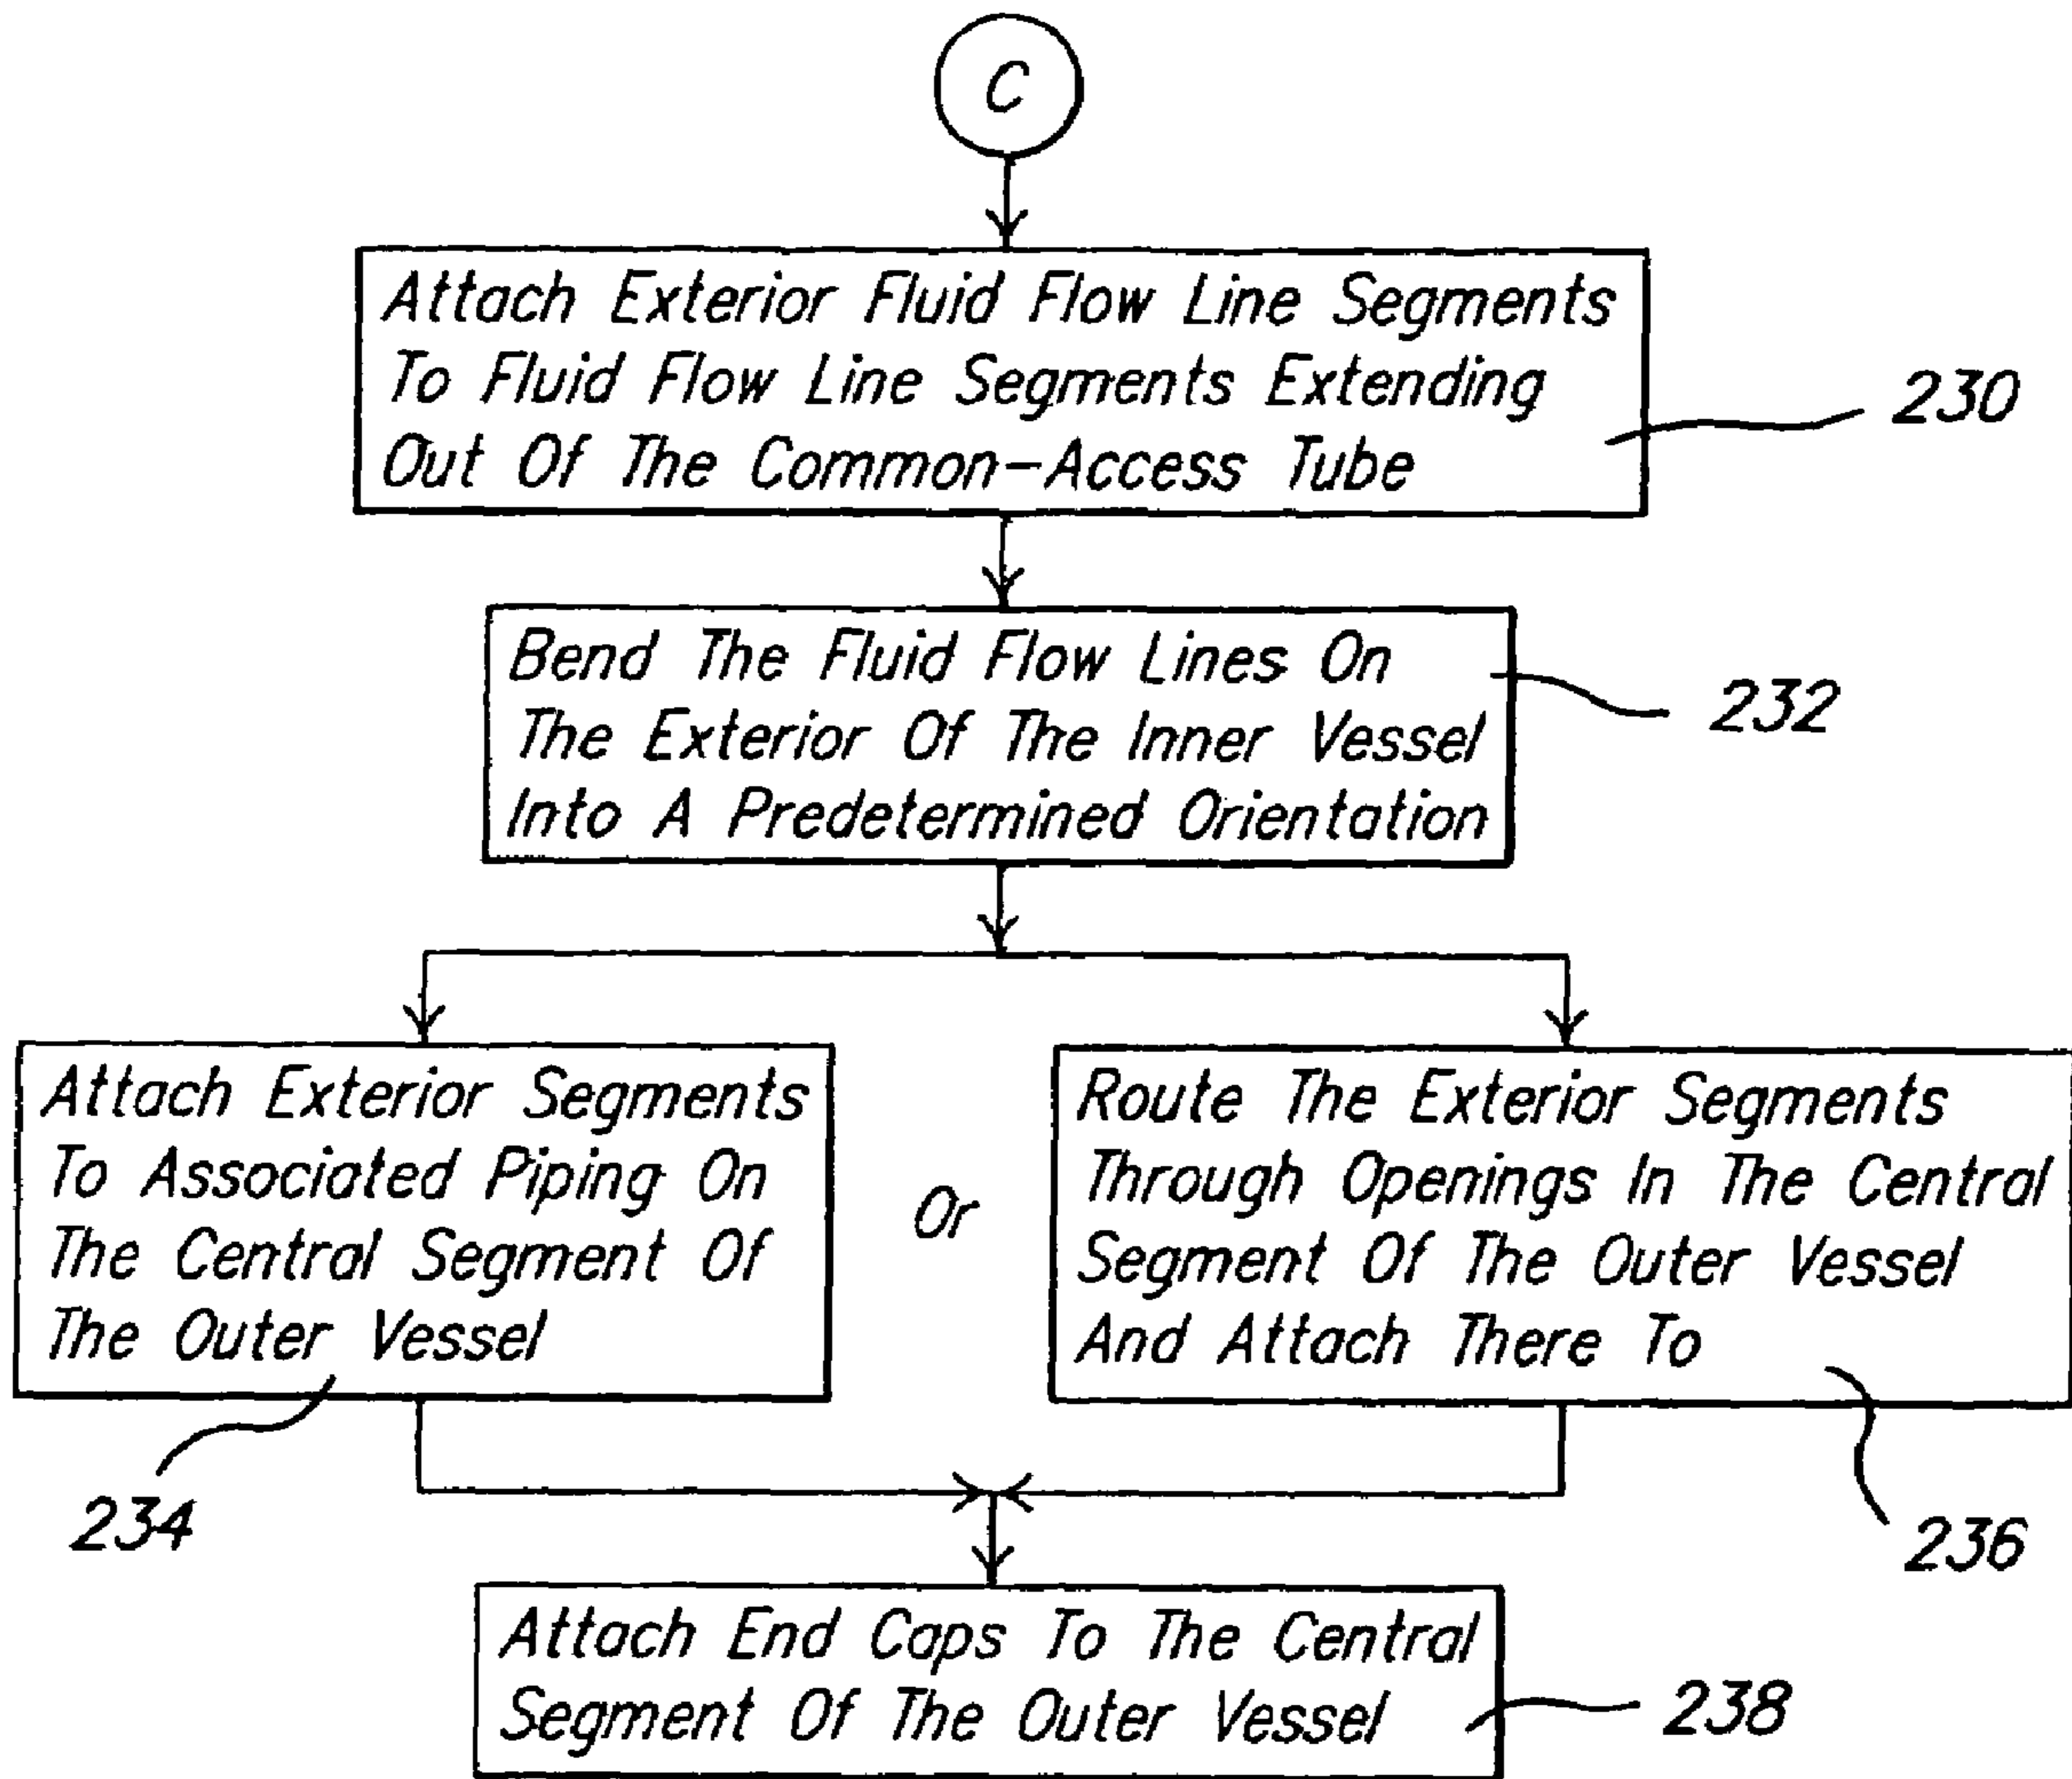 C
Attach Exterior Fluid Flow Line Segments
To Fluid Flow Line Segments Extending
Out Of The Common-Access Tube
230
Bend The Fluid Flow Lines On
The Exterior Of The Inner Vessel
Into A Predetermined Orientation
232
Attach Exterior Segments
To Associated Piping On
The Central Segment Of
The Outer Vessel
234
Or
Route The Exterior Segments
Through Openings In The Central
Segment Of The Outer Vessel
And Attach There To
236
Attach End Caps To The Central
Segment Of The Outer Vessel
238